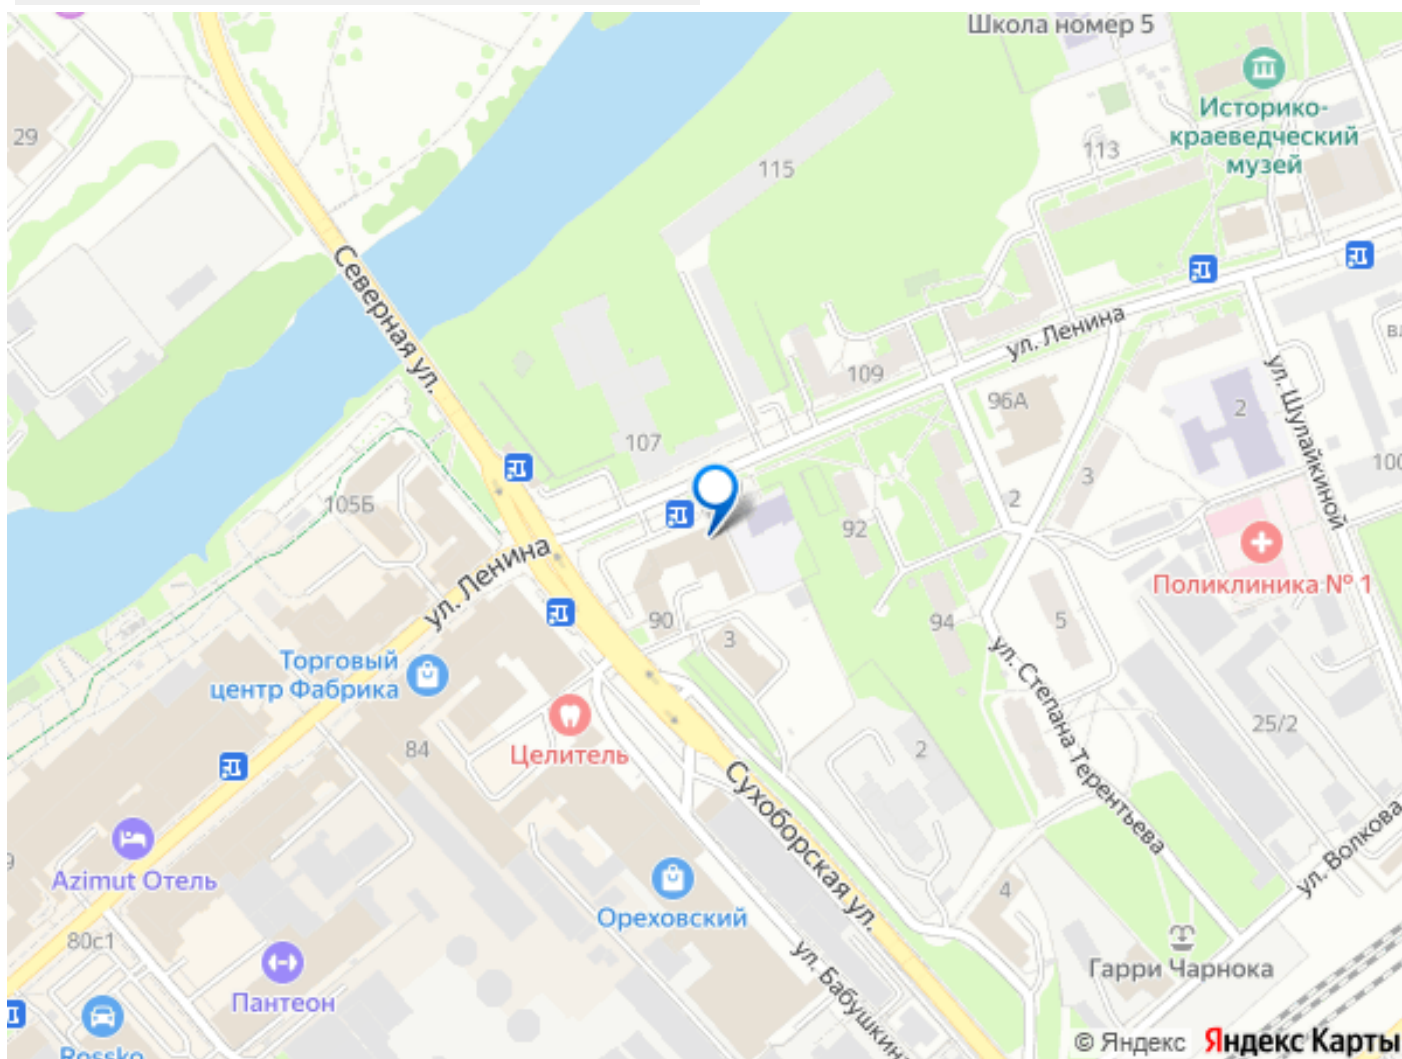 Школа номер 5
29
Историко-
краеведческий
музей
113
115
Северная ул.
ул. Ленина
109
96А
2
ул. Шулайкиной
107
3
100
105Б
2
92
Поликлиника № 1
ул. Ленина
90
94
5
3
Торговый
центр Фабрика
ул. Степана Терентьева
84
Целитель
2
25/2
Сухоборская ул.
ул. Волкова
Azimut Отель
4
Ореховский
80с1
Гарри Чарнока
Пантеон
ул. Бабушкина
Rossko
© Яндекс Яндекс Карты